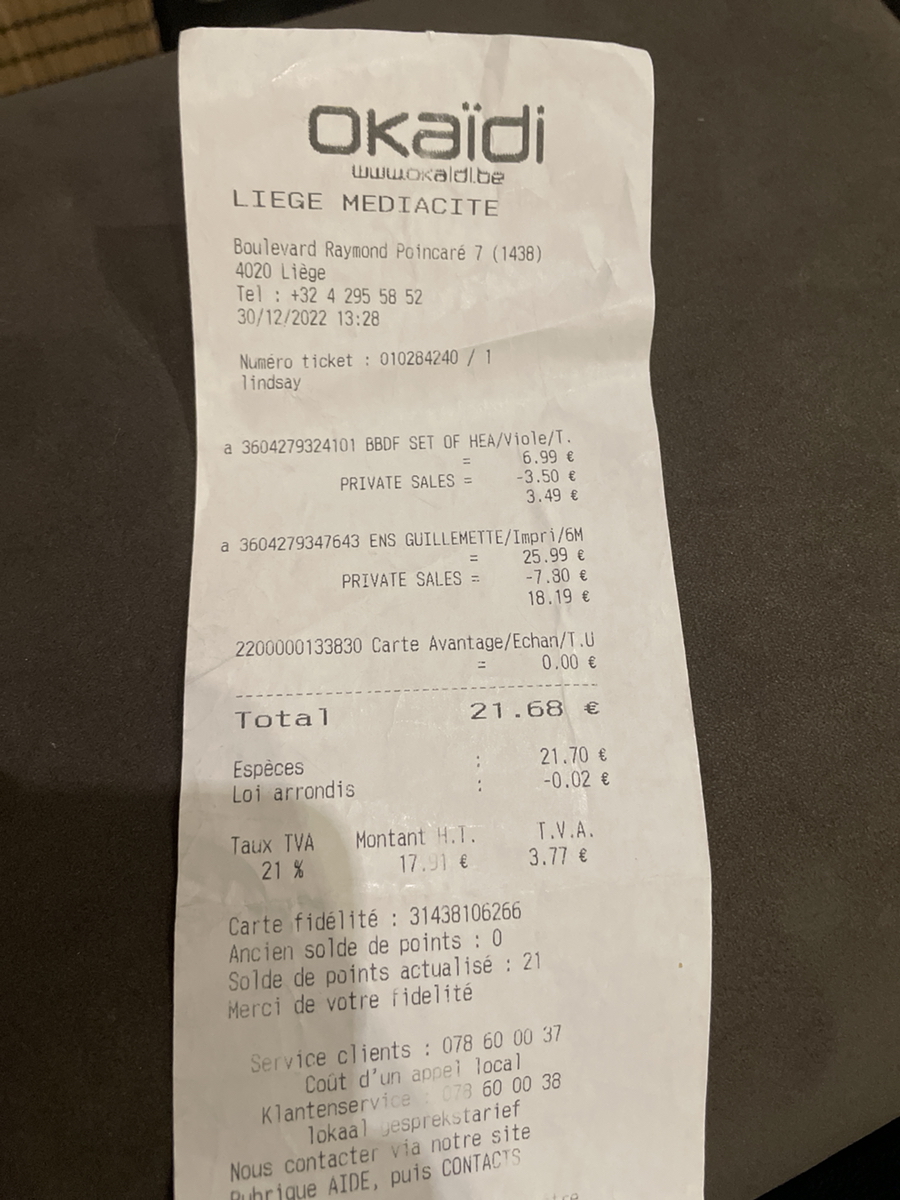 Okaïdi
www.okaidi.be
LIEGE MEDIACITE
Boulevard Raymond Poincaré 7 (1438)
4020 Liège
Tel : +32 4 295 58 52
30/12/2022 13:28
Numéro ticket : 010284240 / 1
lindsay
a 3604279324101 BBDF SET OF HEA/Viole/T.
= 6.99 €
PRIVATE SALES = -3.50 €
3.49 €
a 3604279347643 ENS GUILLEMETTE/Impri/6M
= 25.99 €
PRIVATE SALES = -7.80 €
18.19 €
2200000133830 Carte Avantage/Echan/T.U
= 0.00 €
Total 21.68 €
Espèces : 21.70 €
Loi arrondis : -0.02 €
Taux TVA Montant H.T. T.V.A.
21 % 17.91 € 3.77 €
Carte fidélité : 31438106266
Ancien solde de points : 0
Solde de points actualisé : 21
Merci de votre fidelité
Service clients : 078 60 00 37
Coût d'un appel local
Klantenservice : 078 60 00 38
lokaal gesprekstarief
Nous contacter via notre site
Rubrique AIDE, puis CONTACTS